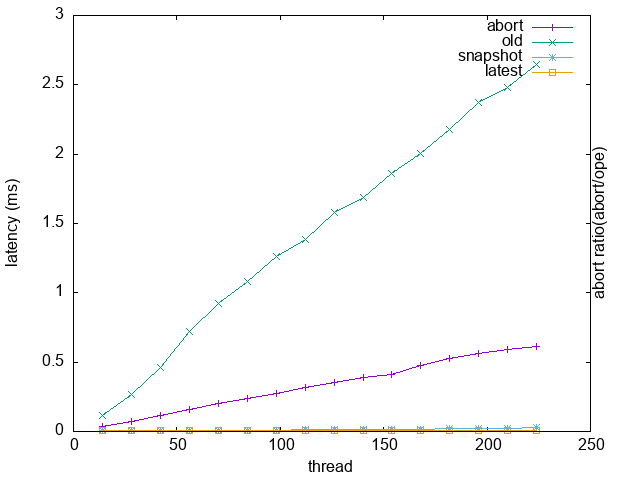 abort
old
snapshot
latest
3
2.5
2
1.5
1
0.5
0
latency (ms)
abort ratio(abort/ope)
0
50
100
150
200
250
thread